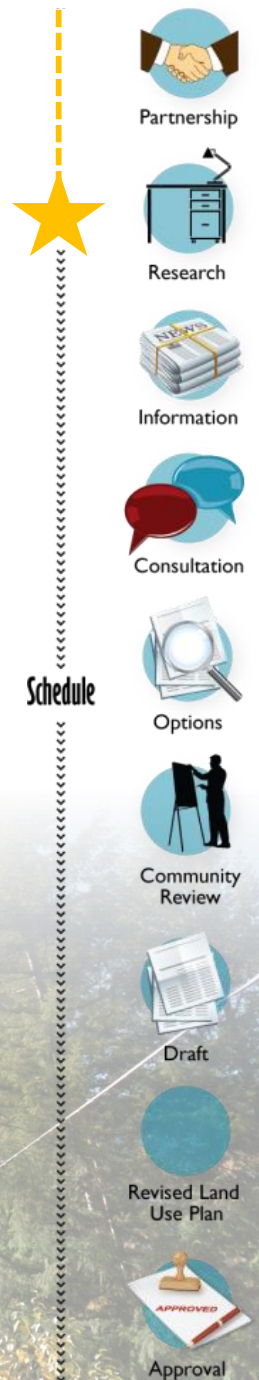 Partnership
Research
NEWS
Information
Consultation
Schedule
Options
Community
Review
Draft
Revised Land
Use Plan
APPROVED
Approval